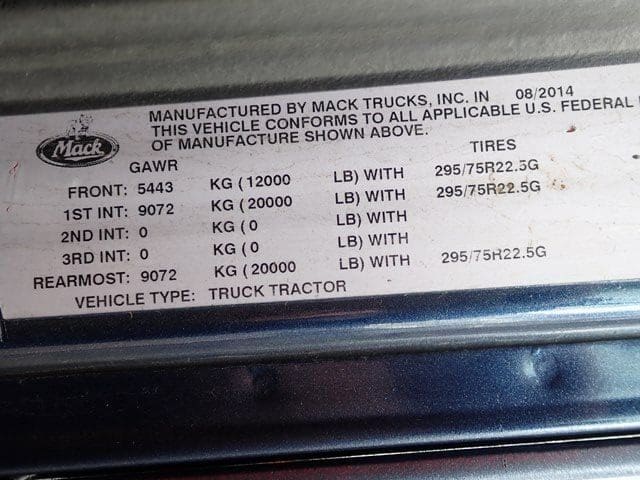 MANUFACTURED BY MACK TRUCKS, INC. IN 08/2014
THIS VEHICLE CONFORMS TO ALL APPLICABLE U.S. FEDERAL
OF MANUFACTURE SHOWN ABOVE.
Mack
GAWR TIRES
FRONT: 5443 KG ( 12000 LB) WITH 295/75R22.5G
1ST INT: 9072 KG ( 20000 LB) WITH 295/75R22.5G
2ND INT: 0 KG ( 0 LB) WITH
3RD INT: 0 KG ( 0 LB) WITH
REARMOST: 9072 KG ( 20000 LB) WITH 295/75R22.5G
VEHICLE TYPE: TRUCK TRACTOR